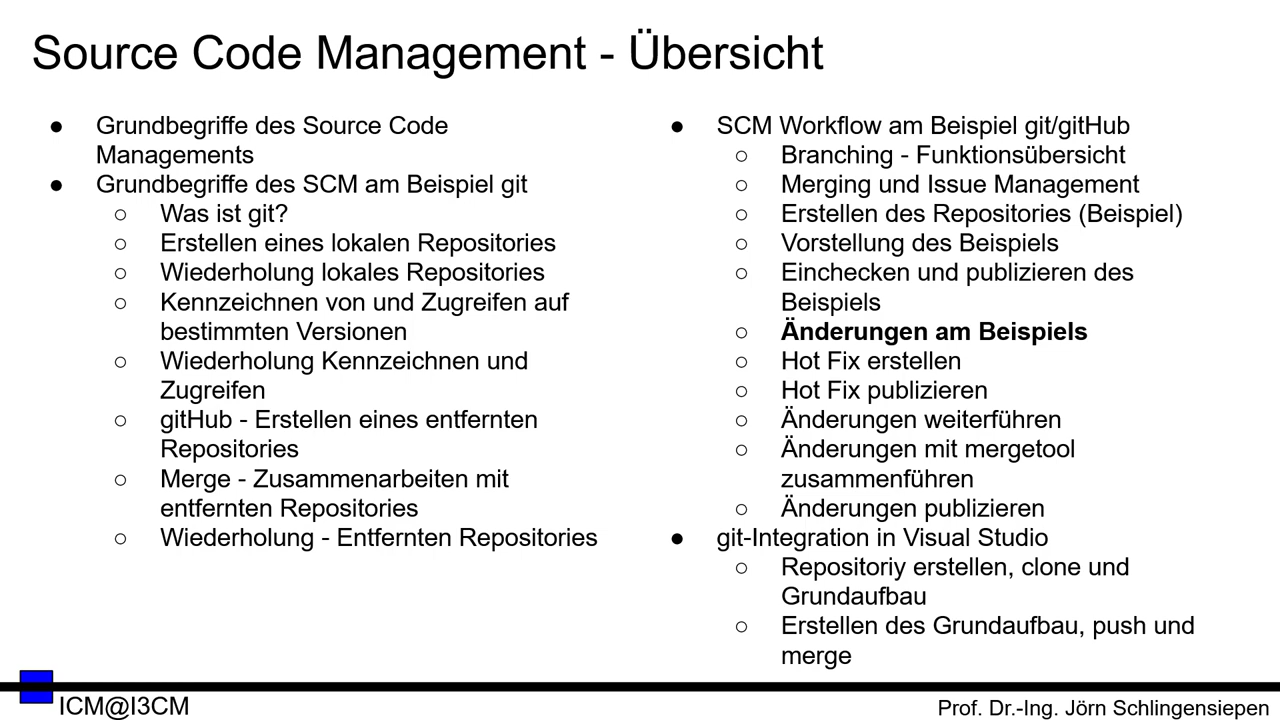 Source Code Management - Übersicht
● Grundbegriffe des Source Code
Managements
● Grundbegriffe des SCM am Beispiel git
○ Was ist git?
○ Erstellen eines lokalen Repositories
○ Wiederholung lokales Repositories
○ Kennzeichnen von und Zugreifen auf
bestimmten Versionen
○ Wiederholung Kennzeichnen und
Zugreifen
○ gitHub - Erstellen eines entfernten
Repositories
○ Merge - Zusammenarbeiten mit
entfernten Repositories
○ Wiederholung - Entfernten Repositories
● SCM Workflow am Beispiel git/gitHub
○ Branching - Funktionsübersicht
○ Merging und Issue Management
○ Erstellen des Repositories (Beispiel)
○ Vorstellung des Beispiels
○ Einchecken und publizieren des
Beispiels
○ Änderungen am Beispiels
○ Hot Fix erstellen
○ Hot Fix publizieren
○ Änderungen weiterführen
○ Änderungen mit mergetool
zusammenführen
○ Änderungen publizieren
● git-Integration in Visual Studio
○ Repositoriy erstellen, clone und
Grundaufbau
○ Erstellen des Grundaufbau, push und
merge
ICM@I3CM
Prof. Dr.-Ing. Jörn Schlingensiepen